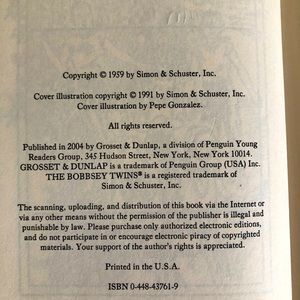 Copyright © 1959 by Simon & Schuster, Inc.
Cover illustration copyright © 1991 by Simon & Schuster, Inc.
Cover illustration by Pepe Gonzalez.
All rights reserved.
Published in 2004 by Grosset & Dunlap, a division of Penguin Young
Readers Group, 345 Hudson Street, New York, New York 10014.
GROSSET & DUNLAP is a trademark of Penguin Group (USA) Inc.
THE BOBBSEY TWINS® is a registered trademark of
Simon & Schuster, Inc.
The scanning, uploading, and distribution of this book via the Internet or
via any other means without the permission of the publisher is illegal and
punishable by law. Please purchase only authorized electronic editions,
and do not participate in or encourage electronic piracy of copyrighted
materials. Your support of the author's rights is appreciated.
Printed in the U.S.A.
ISBN 0-448-43761-9